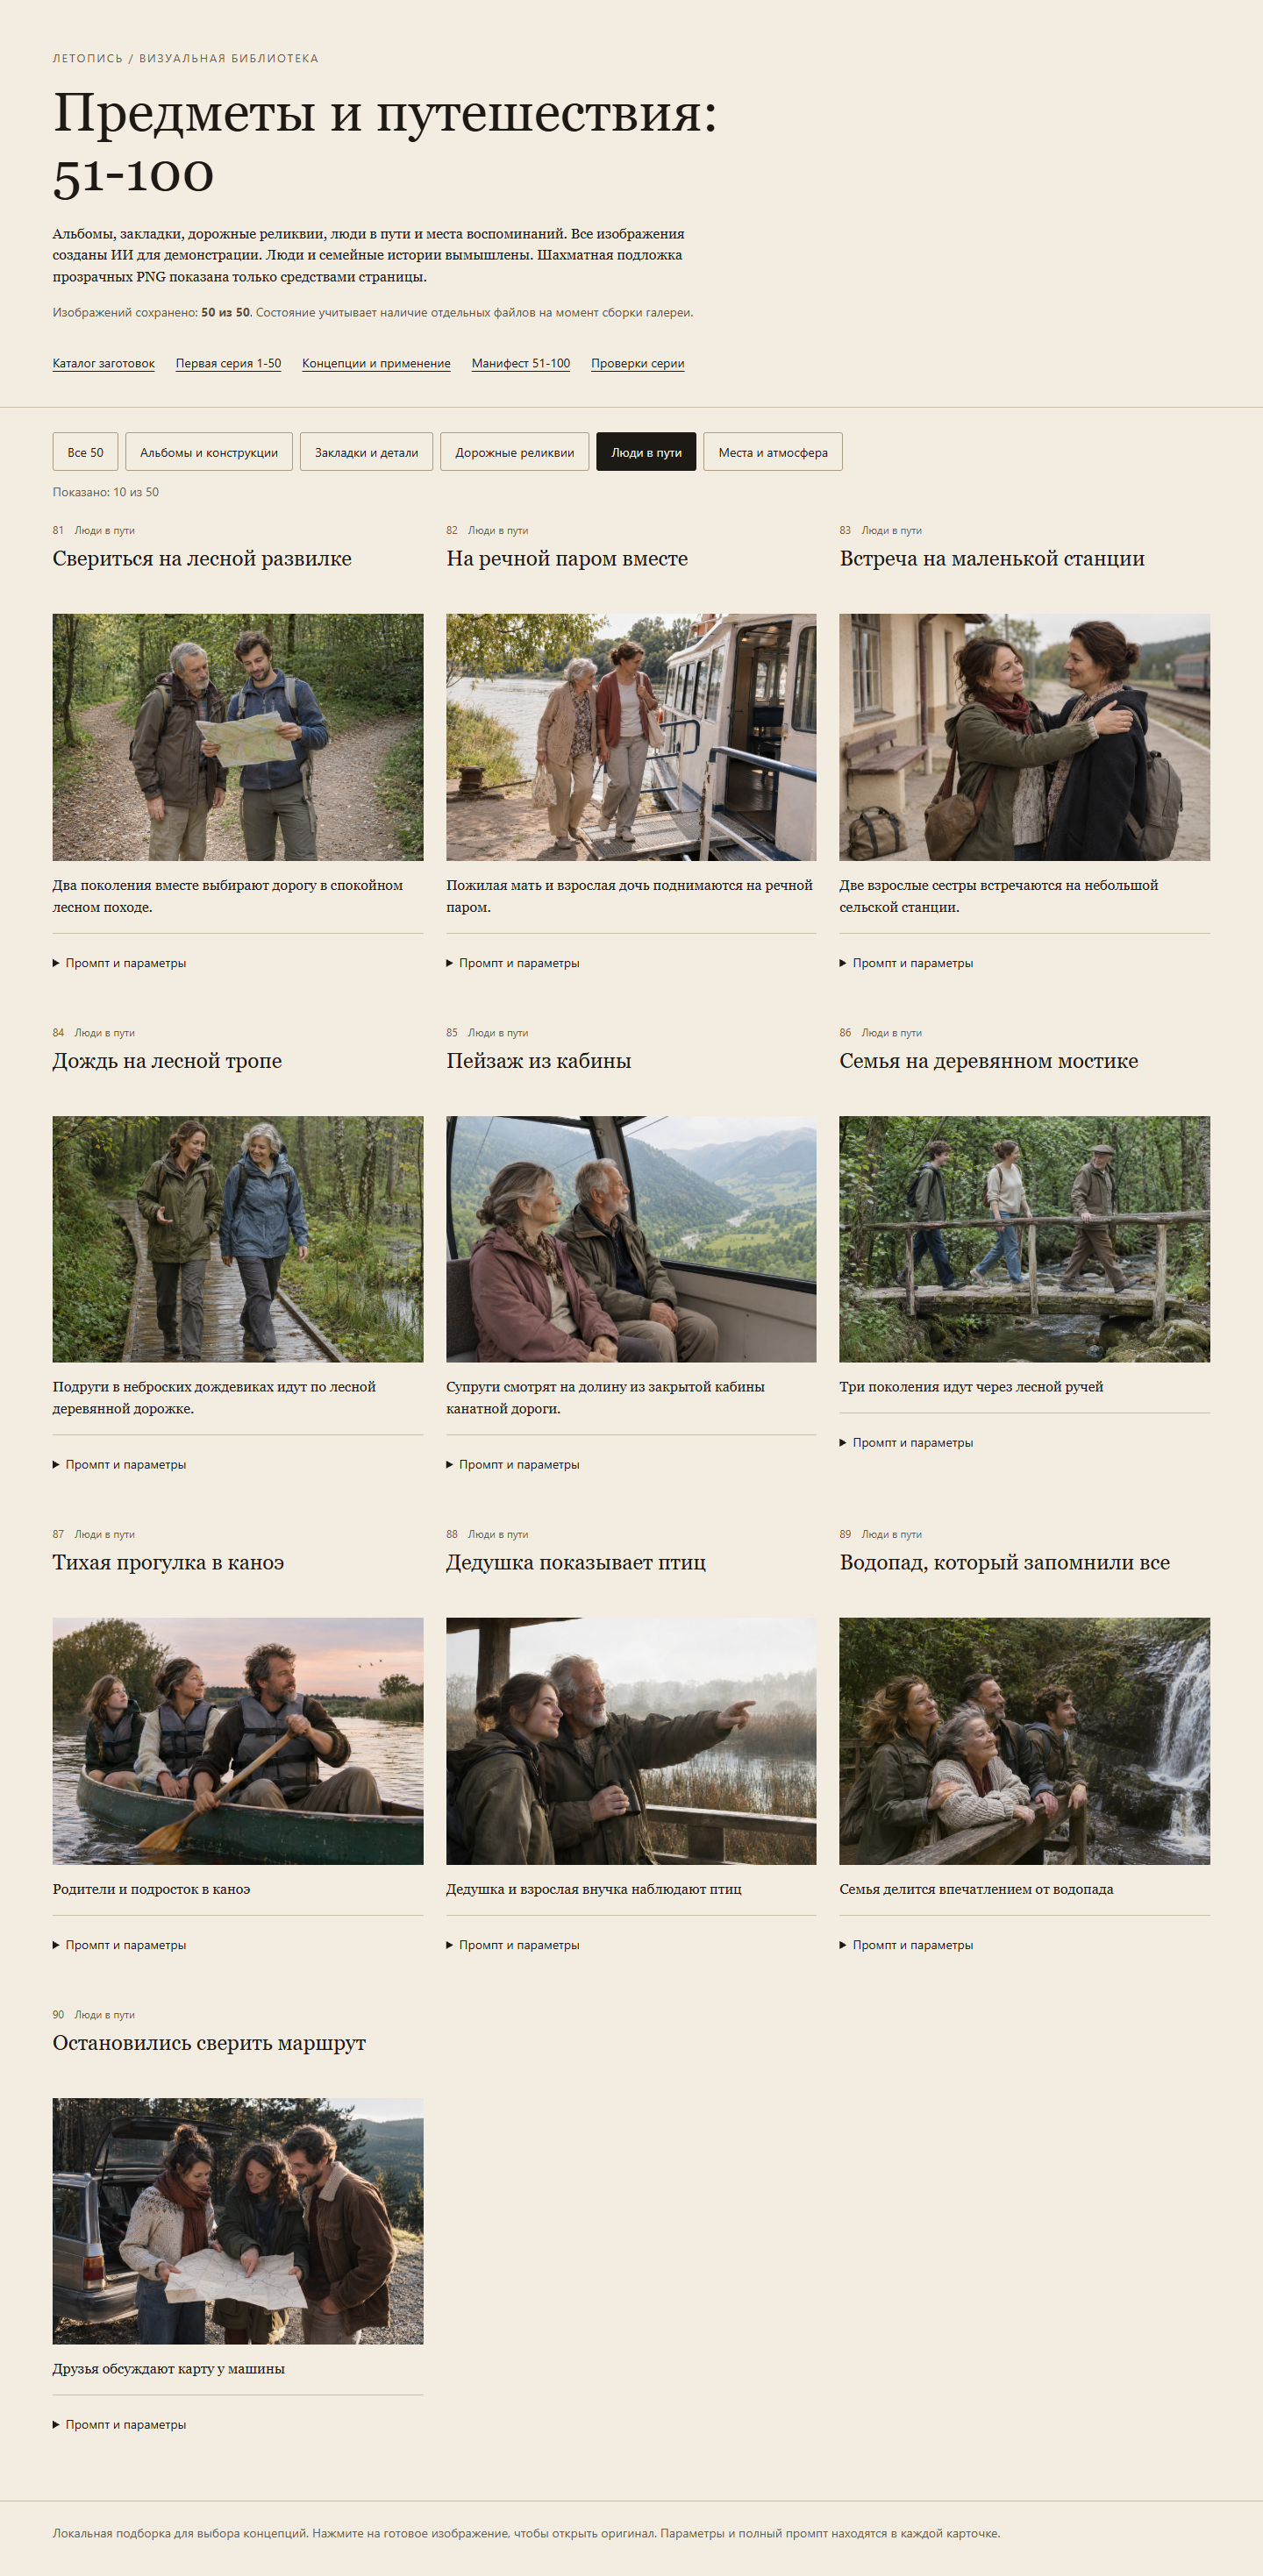 ЛЕТОПИСЬ / ВИЗУАЛЬНАЯ БИБЛИОТЕКА
Предметы и путешествия:
51-100
Альбомы, закладки, дорожные реликвии, люди в пути и места воспоминаний. Все изображения
созданы ИИ для демонстрации. Люди и семейные истории вымышлены. Шахматная подложка
прозрачных PNG показана только средствами страницы.
Изображений сохранено: 50 из 50. Состояние учитывает наличие отдельных файлов на момент сборки галереи.
Каталог заготовок Первая серия 1-50 Концепции и применение Манифест 51-100 Проверки серии
Все 50 Альбомы и конструкции Закладки и детали Дорожные реликвии Люди в пути Места и атмосфера
Показано: 10 из 50
81 Люди в пути
Свериться на лесной развилке
Два поколения вместе выбирают дорогу в спокойном
лесном походе.
▶ Промпт и параметры
82 Люди в пути
На речной паром вместе
Пожилая мать и взрослая дочь поднимаются на речной
паром.
▶ Промпт и параметры
83 Люди в пути
Встреча на маленькой станции
Две взрослые сестры встречаются на небольшой
сельской станции.
▶ Промпт и параметры
84 Люди в пути
Дождь на лесной тропе
Подруги в неброских дождевиках идут по лесной
деревянной дорожке.
▶ Промпт и параметры
85 Люди в пути
Пейзаж из кабины
Супруги смотрят на долину из закрытой кабины
канатной дороги.
▶ Промпт и параметры
86 Люди в пути
Семья на деревянном мостике
Три поколения идут через лесной ручей
▶ Промпт и параметры
87 Люди в пути
Тихая прогулка в каноэ
Родители и подросток в каноэ
▶ Промпт и параметры
88 Люди в пути
Дедушка показывает птиц
Дедушка и взрослая внучка наблюдают птиц
▶ Промпт и параметры
89 Люди в пути
Водопад, который запомнили все
Семья делится впечатлением от водопада
▶ Промпт и параметры
90 Люди в пути
Остановились сверить маршрут
Друзья обсуждают карту у машины
▶ Промпт и параметры
Локальная подборка для выбора концепций. Нажмите на готовое изображение, чтобы открыть оригинал. Параметры и полный промпт находятся в каждой карточке.